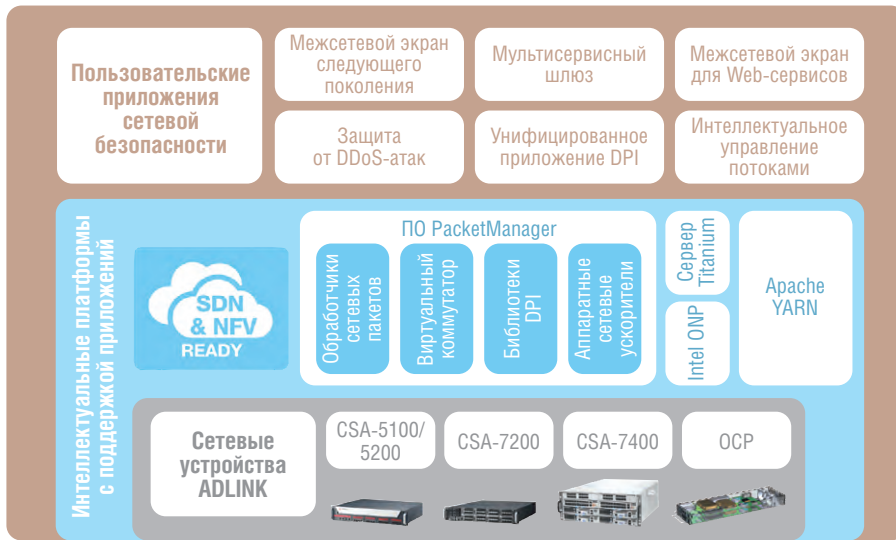 Пользовательские
приложения
сетевой
безопасности
Межсетевой экран
следующего
поколения
Мультисервисный
шлюз
Межсетевой экран
для Web-сервисов
Защита
от DDoS-атак
Унифицированное
приложение DPI
Интеллектуальное
управление
потоками
Интеллектуальные платформы
с поддержкой приложений
SDN
& NFV
READY
ПО PacketManager
Обработчики
сетевых
пакетов
Виртуальный
коммутатор
Библиотеки
DPI
Аппаратные
сетевые
ускорители
Сервер
Titanium
Intel ONP
Apache
YARN
Сетевые
устройства
ADLINK
CSA-5100/
5200
CSA-7200
CSA-7400
OCP